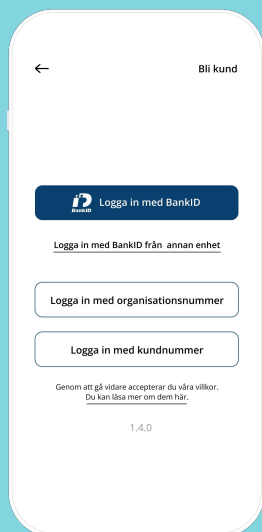 Bli kund
BankID
Logga in med BankID
Logga in med BankID från annan enhet
Logga in med organisationsnummer
Logga in med kundnummer
Genom att gå vidare accepterar du våra villkor.
Du kan läsa mer om dem här.
1.4.0